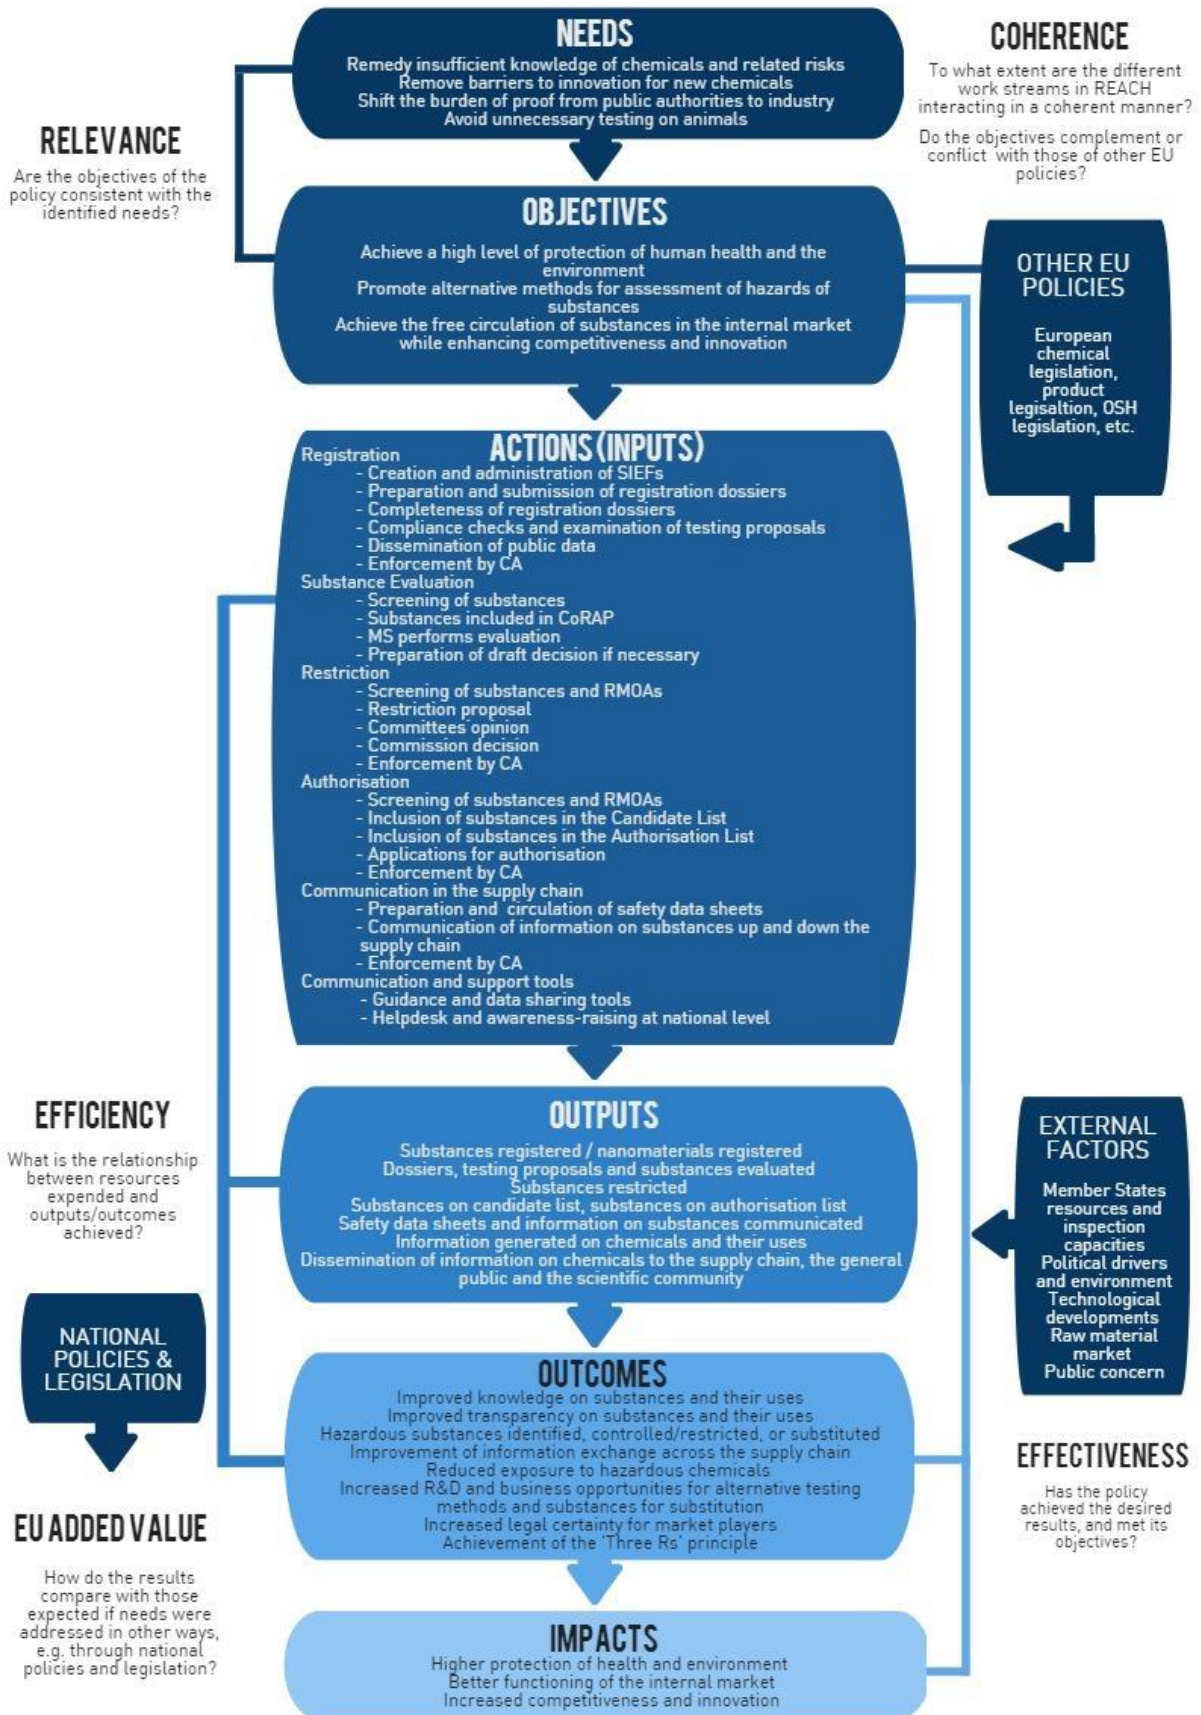 NEEDS
Remedy insufficient knowledge of chemicals and related risks
Remove barriers to innovation for new chemicals
Shift the burden of proof from public authorities to industry
Avoid unnecessary testing on animals
COHERENCE
To what extent are the different
work streams in REACH
interacting in a coherent manner?
Do the objectives complement or
conflict with those of other EU
policies?
RELEVANCE
Are the objectives of the
policy consistent with the
identified needs?
OBJECTIVES
Achieve a high level of protection of human health and the
environment
Promote alternative methods for assessment of hazards of
substances
Achieve the free circulation of substances in the internal market
while enhancing competitiveness and innovation
OTHER EU
POLICIES
European
chemical
legislation,
product
legisaltion, OSH
legislation, etc.
ACTIONS (INPUTS)
Registration
- Creation and administration of SIEFs
- Preparation and submission of registration dossiers
- Completeness of registration dossiers
- Compliance checks and examination of testing proposals
- Dissemination of public data
- Enforcement by CA
Substance Evaluation
- Screening of substances
- Substances included in CoRAP
- MS performs evaluation
- Preparation of draft decision if necessary
Restriction
- Screening of substances and RMOAs
- Restriction proposal
- Committees opinion
- Commission decision
- Enforcement by CA
Authorisation
- Screening of substances and RMOAs
- Inclusion of substances in the Candidate List
- Inclusion of substances in the Authorisation List
- Applications for authorisation
- Enforcement by CA
Communication in the supply chain
- Preparation and circulation of safety data sheets
- Communication of information on substances up and down the
supply chain
- Enforcement by CA
Communication and support tools
- Guidance and data sharing tools
- Helpdesk and awareness-raising at national level
EFFICIENCY
What is the relationship
between resources
expended and
outputs/outcomes
achieved?
OUTPUTS
Substances registered / nanomaterials registered
Dossiers, testing proposals and substances evaluated
Substances restricted
Substances on candidate list, substances on authorisation list
Safety data sheets and information on substances communicated
Information generated on chemicals and their uses
Dissemination of information on chemicals to the supply chain, the general
public and the scientific community
EXTERNAL
FACTORS
Member States
resources and
inspection
capacities
Political drivers
and environment
Technological
developments
Raw material
market
Public concern
NATIONAL
POLICIES &
LEGISLATION
OUTCOMES
Improved knowledge on substances and their uses
Improved transparency on substances and their uses
Hazardous substances identified, controlled/restricted, or substituted
Improvement of information exchange across the supply chain
Reduced exposure to hazardous chemicals
Increased R&D and business opportunities for alternative testing
methods and substances for substitution
Increased legal certainty for market players
Achievement of the 'Three Rs' principle
EFFECTIVENESS
Has the policy
achieved the desired
results, and met its
objectives?
EU ADDED VALUE
How do the results
compare with those
expected if needs were
addressed in other ways,
e.g. through national
policies and legislation?
IMPACTS
Higher protection of health and environment
Better functioning of the internal market
Increased competitiveness and innovation